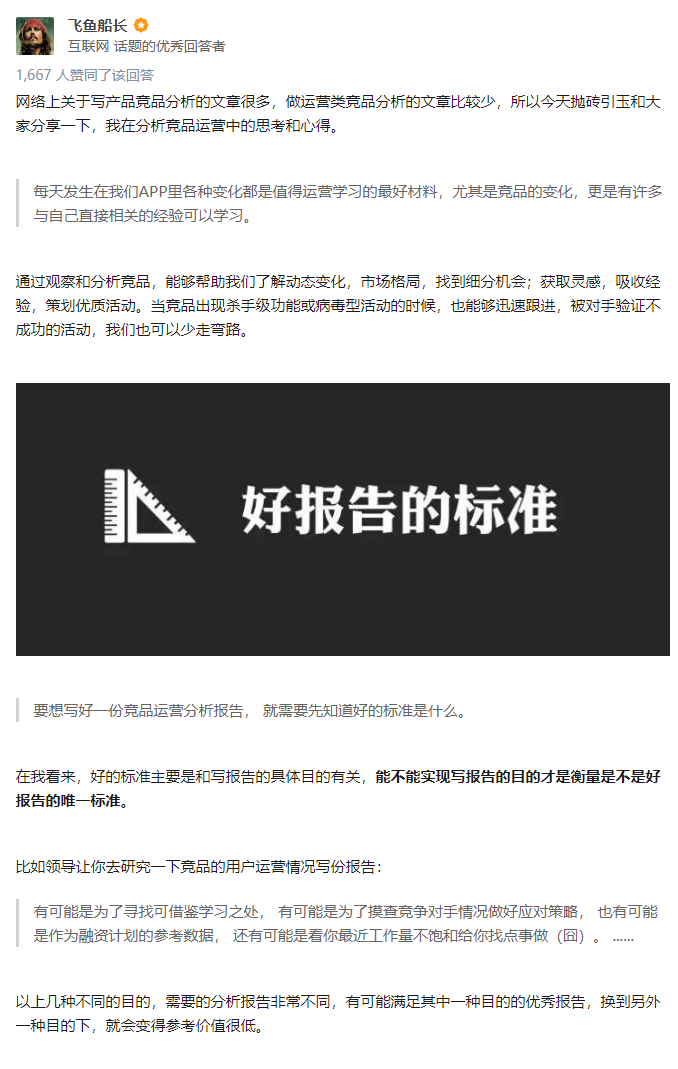 飞鱼船长
互联网 话题的优秀回答者
1,667 人赞同了该回答
网络上关于写产品竞品分析的文章很多，做运营类竞品分析的文章比较少，所以今天抛砖引玉和大
家分享一下，我在分析竞品运营中的思考和心得。
每天发生在我们APP里各种变化都是值得运营学习的最好材料，尤其是竞品的变化，更是有许多
与自己直接相关的经验可以学习。
通过观察和分析竞品，能够帮助我们了解动态变化，市场格局，找到细分机会；获取灵感，吸收经
验，策划优质活动。当竞品出现杀手级功能或病毒型活动的时候，也能够迅速跟进，被对手验证不
成功的活动，我们也可以少走弯路。
好报告的标准
要想写好一份竞品运营分析报告， 就需要先知道好的标准是什么。
在我看来，好的标准主要是和写报告的具体目的有关，能不能实现写报告的目的才是衡量是不是好
报告的唯一标准。
比如领导让你去研究一下竞品的用户运营情况写份报告：
有可能是为了寻找可借鉴学习之处， 有可能是为了摸查竞争对手情况做好应对策略， 也有可能
是作为融资计划的参考数据， 还有可能是看你最近工作量不饱和给你找点事做（囧）。 ......
以上几种不同的目的，需要的分析报告非常不同，有可能满足其中一种目的的优秀报告，换到另外
一种目的下，就会变得参考价值很低。